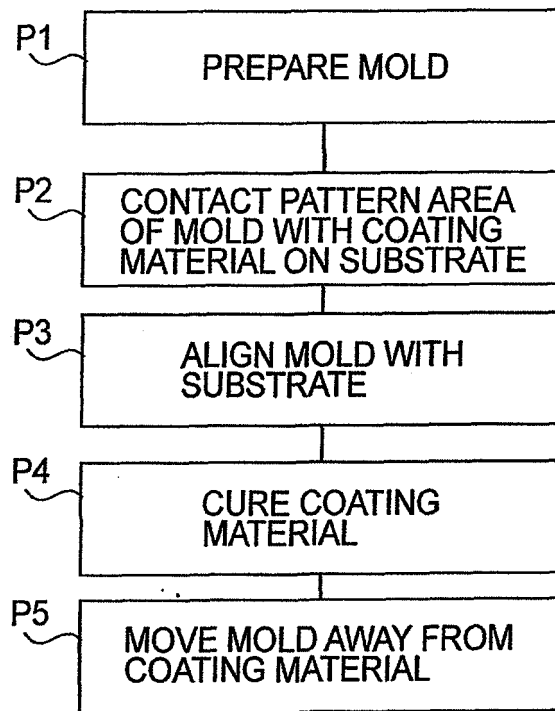 P1
PREPARE MOLD
P2
CONTACT PATTERN AREA
OF MOLD WITH COATING
MATERIAL ON SUBSTRATE
P3
ALIGN MOLD WITH
SUBSTRATE
P4
CURE COATING
MATERIAL
P5
MOVE MOLD AWAY FROM
COATING MATERIAL